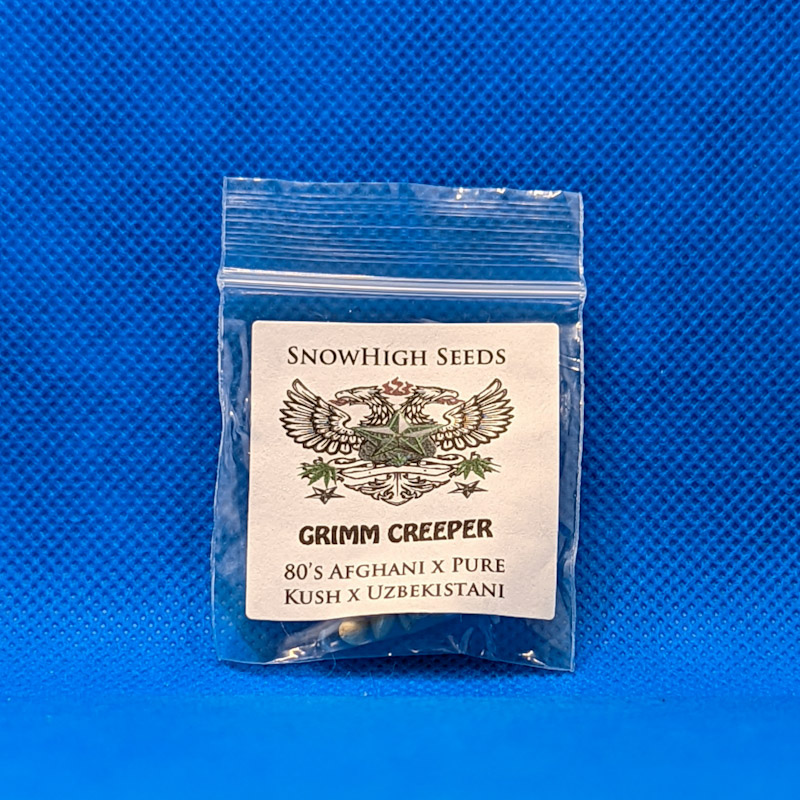 SnowHigh Seeds
GRIMM CREEPER
80's Afghani x Pure
Kush x Uzbekistani